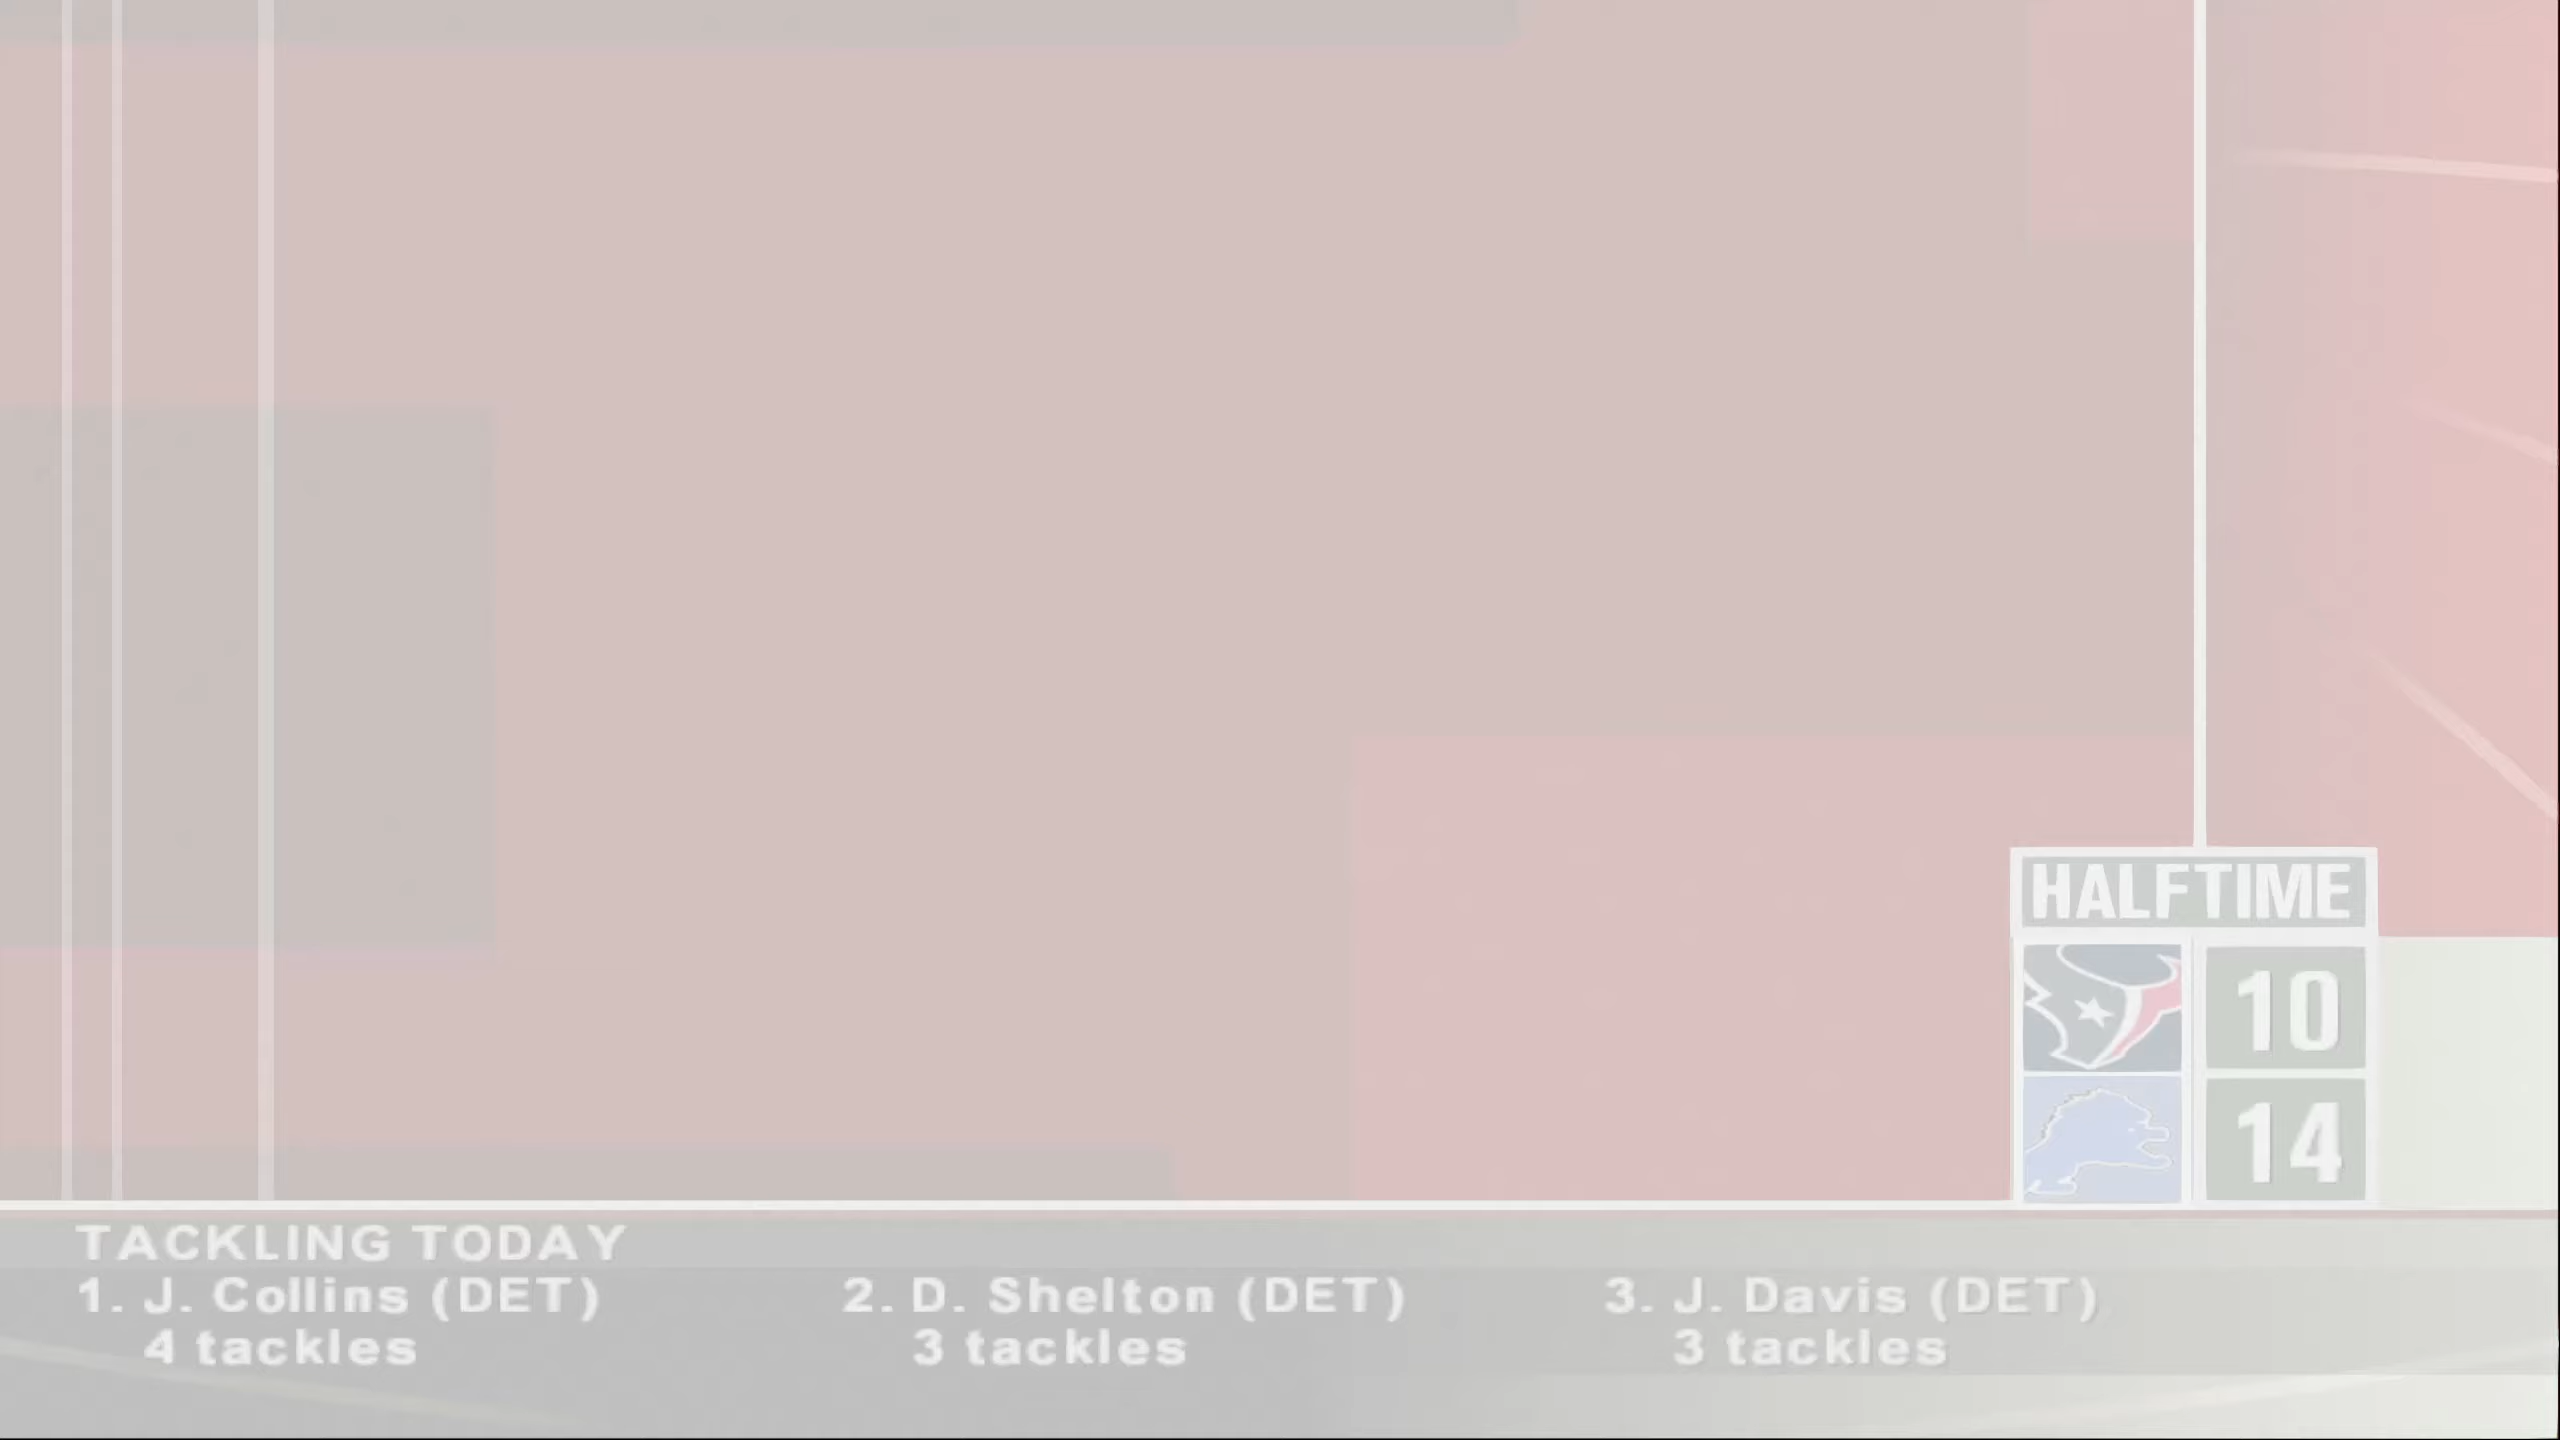 HALFTIME
10
14
TACKLING TODAY
1. J. Collins (DET) 2. D. Shelton (DET) 3. J. Davis (DET)
4 tackles 3 tackles 3 tackles